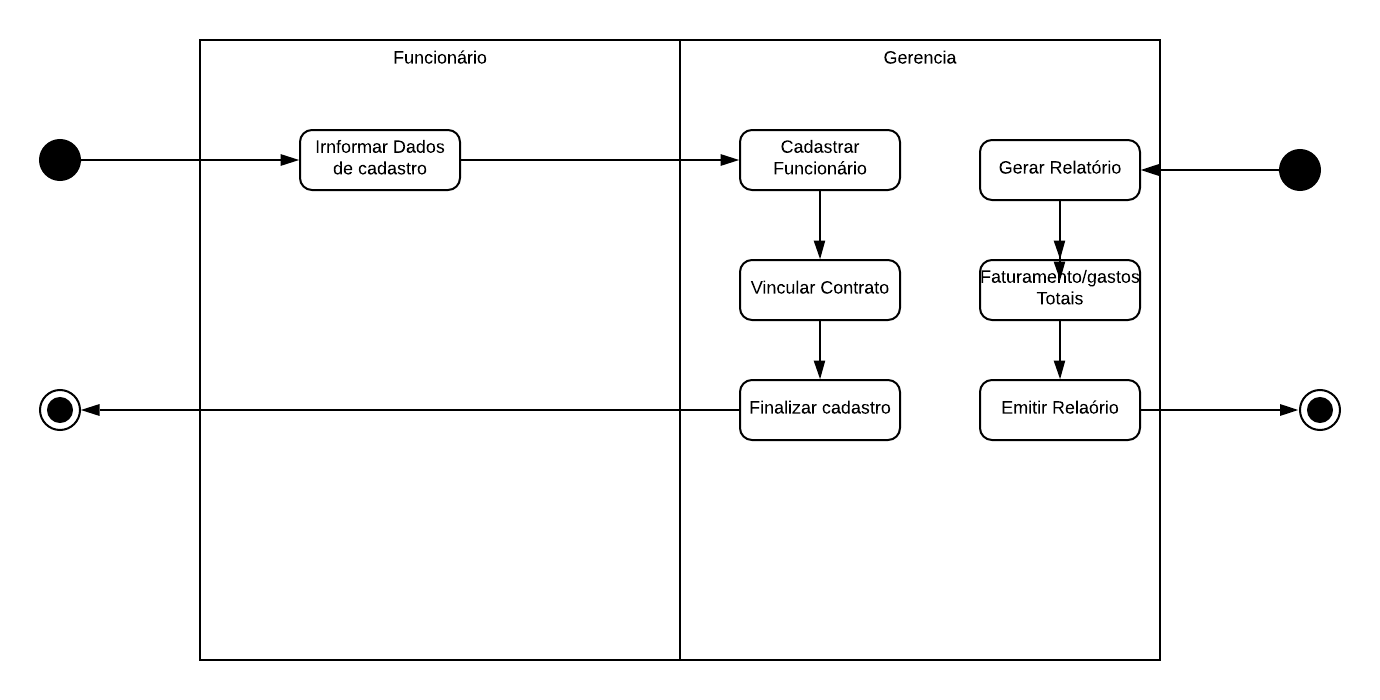 Funcionário
Gerencia
Irnformar Dados
de cadastro
Cadastrar
Funcionário
Gerar Relatório
Vincular Contrato
Faturamento/gastos
Totais
Finalizar cadastro
Emitir Relaório